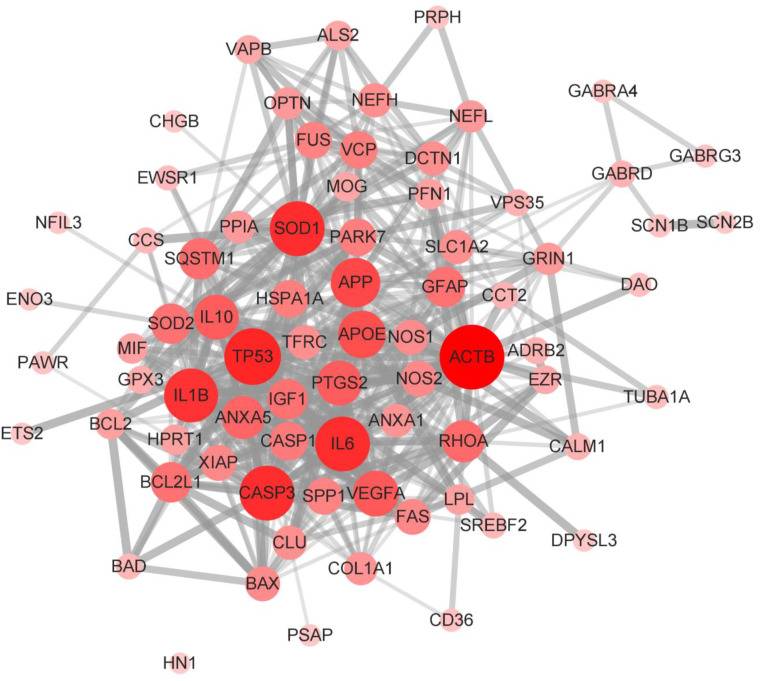 PRPH
ALS2
VAPB
GABRA4
NEFH
OPTN
NEFL
CHGB
FUS
VCP
DCTN1
GABRG3
GABRD
EWSR1
MOG
PFN1
VPS35
NFIL3
PPIA
SOD1
SCN1B
SCN2B
CCS
PARK7
SLC1A2
SQSTM1
GRIN1
APP
GFAP
DAO
ENO3
HSPA1A
CCT2
SOD2
IL10
TFRC
APOE
NOS1
MIF
TP53
ACTB
ADRB2
PAWR
GPX3
PTGS2
NOS2
EZR
IL1B
IGF1
TUBA1A
ETS2
BCL2
ANXA5
ANXA1
HPRT1
CASP1
IL6
RHOA
CALM1
XIAP
BCL2L1
CASP3
SPP1
VEGFA
LPL
FAS
SREBF2
CLU
DPYSL3
BAD
BAX
COL1A1
CD36
PSAP
HN1